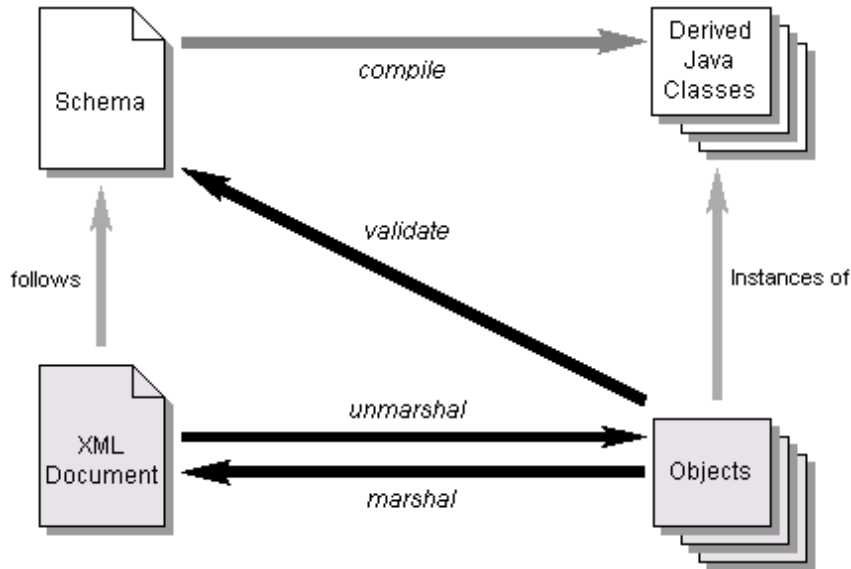 Schema
compile
Derived
Java
Classes
validate
follows
Instances of
XML
Document
unmarshal
marshal
Objects